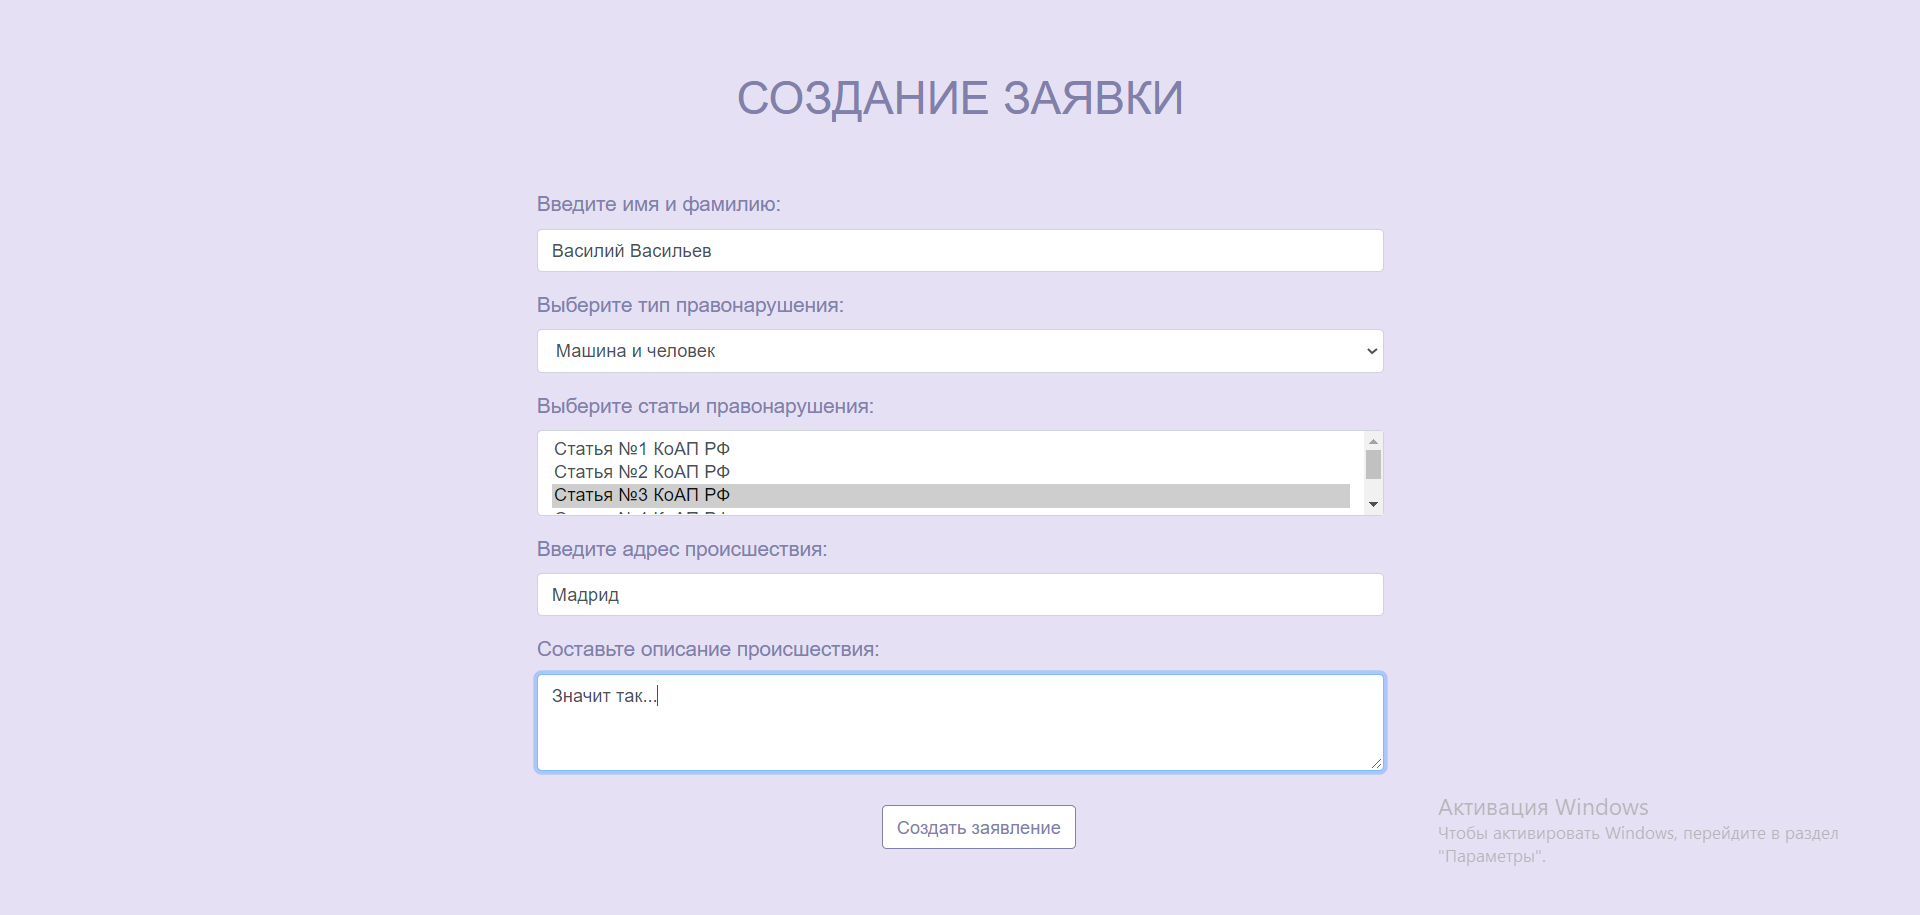 СОЗДАНИЕ ЗАЯВКИ
Введите имя и фамилию:
Василий Васильев
Выберите тип правонарушения:
Машина и человек
Выберите статьи правонарушения:
Статья №1 КоАП РФ
Статья №2 КоАП РФ
Статья №3 КоАП РФ
Введите адрес происшествия:
Мадрид
Составьте описание происшествия:
Значит так...
Создать заявление
Активация Windows
Чтобы активировать Windows, перейдите в раздел
"Параметры".